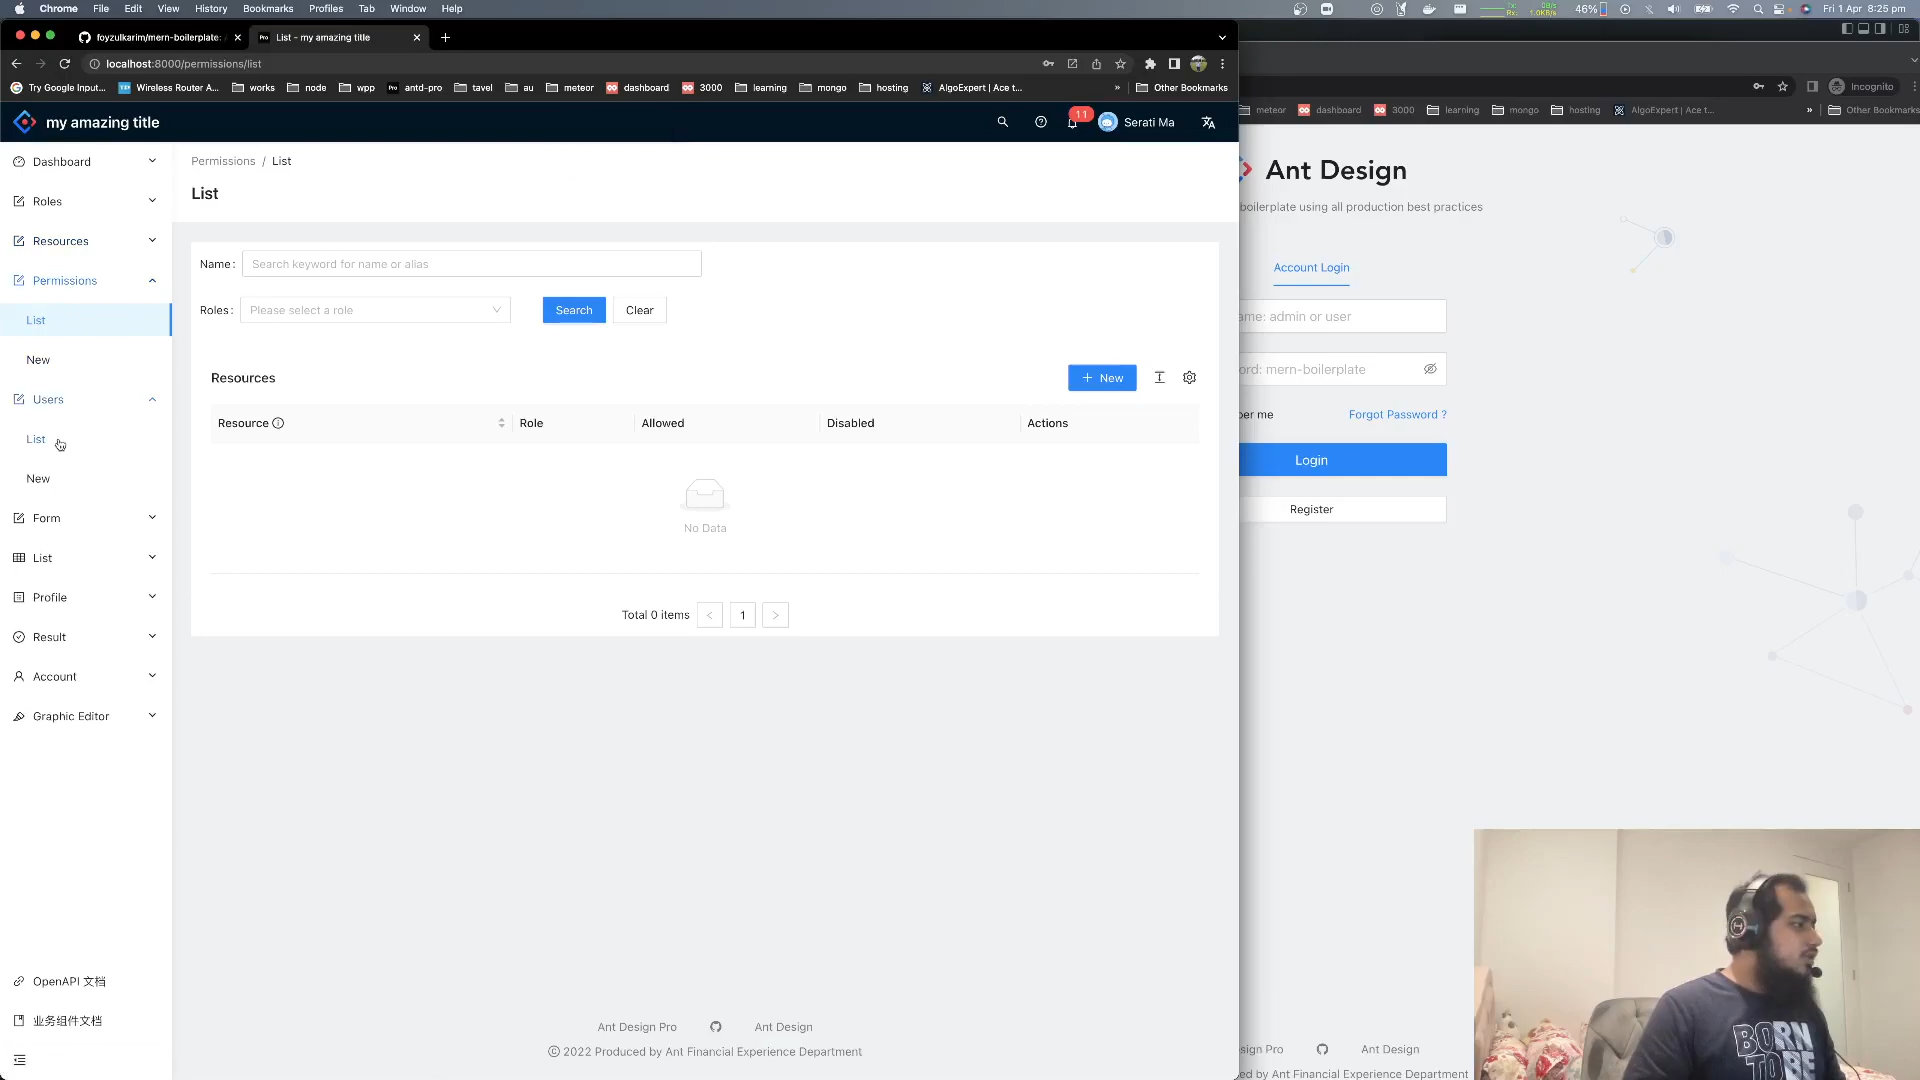 Chrome File Edit View History Bookmarks Profiles Tab Window Help
46% Fri 1 Apr 8:25 pm
foyzulkarim/mern-boilerplate:
Pro List - my amazing title
localhost:8000/permissions/list
Try Google Input... Wireless Router A... works node wpp Pro antd-pro tavel au meteor dashboard 3000 learning mongo hosting AlgoExpert | Ace t... » Other Bookmarks
Incognito
meteor dashboard 3000 learning mongo hosting AlgoExpert | Ace t... » Other Bookmarks
my amazing title
11
Serati Ma
Dashboard
Roles
Resources
Permissions
List
New
Users
List
New
Form
List
Profile
Result
Account
Graphic Editor
OpenAPI 文档
业务组件文档
Permissions / List
List
Name :
Search keyword for name or alias
Roles :
Please select a role
Search
Clear
Resources
+ New
Resource
Role
Allowed
Disabled
Actions
No Data
Total 0 items
<
1
>
Ant Design Pro
Ant Design
© 2022 Produced by Ant Financial Experience Department
Ant Design
boilerplate using all production best practices
Account Login
ame: admin or user
ord: mern-boilerplate
ber me
Forgot Password ?
Login
Register
sign Pro
Ant Design
ed by Ant Financial Experience Department
BORN
TO BE